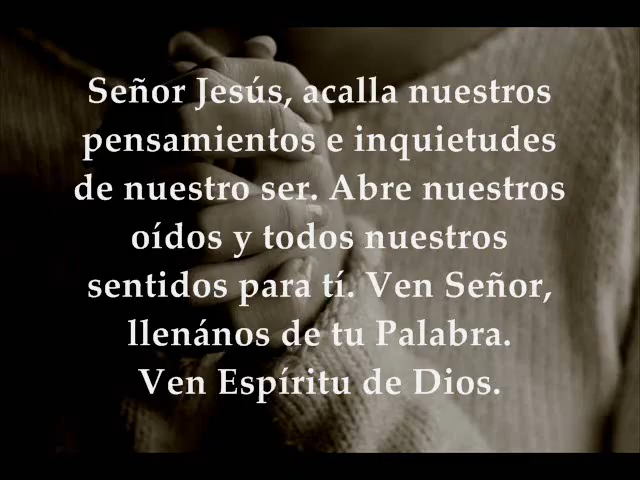 Señor Jesús, acalla nuestros
pensamientos e inquietudes
de nuestro ser. Abre nuestros
oídos y todos nuestros
sentidos para tí. Ven Señor,
llenános de tu Palabra.
Ven Espíritu de Dios.